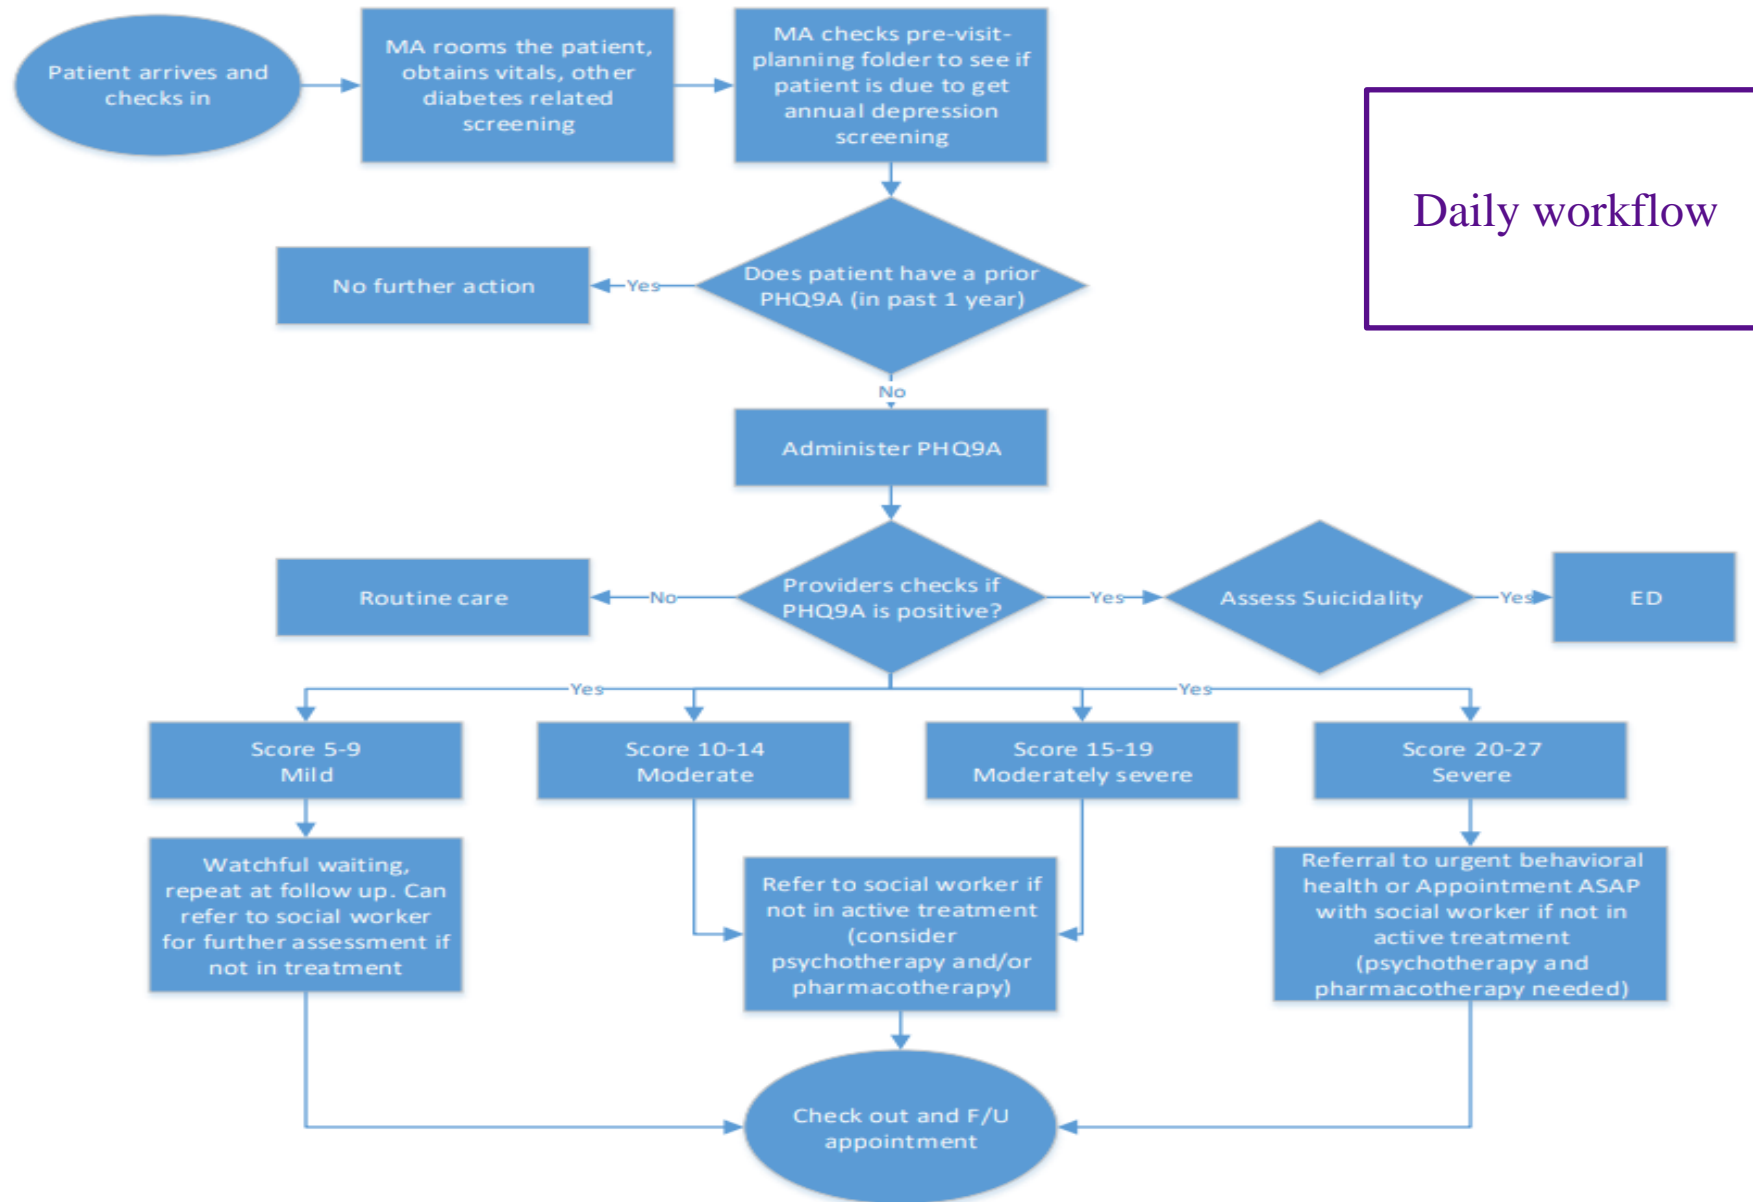 Patient arrives and
checks in
MA rooms the patient,
obtains vitals, other
diabetes related
screening
MA checks pre-visit-
planning folder to see if
patient is due to get
annual depression
screening
Daily workflow
Does patient have a prior
PHQ9A (in past 1 year)
Yes
No further action
No
Administer PHQ9A
Providers checks if
PHQ9A is positive?
No
Routine care
Yes
Assess Suicidality
Yes
ED
Yes
Yes
Score 5-9
Mild
Score 10-14
Moderate
Score 15-19
Moderately severe
Score 20-27
Severe
Watchful waiting,
repeat at follow up. Can
refer to social worker
for further assessment if
not in treatment
Refer to social worker if
not in active treatment
(consider
psychotherapy and/or
pharmacotherapy)
Referral to urgent behavioral
health or Appointment ASAP
with social worker if not in
active treatment
(psychotherapy and
pharmacotherapy needed)
Check out and F/U
appointment